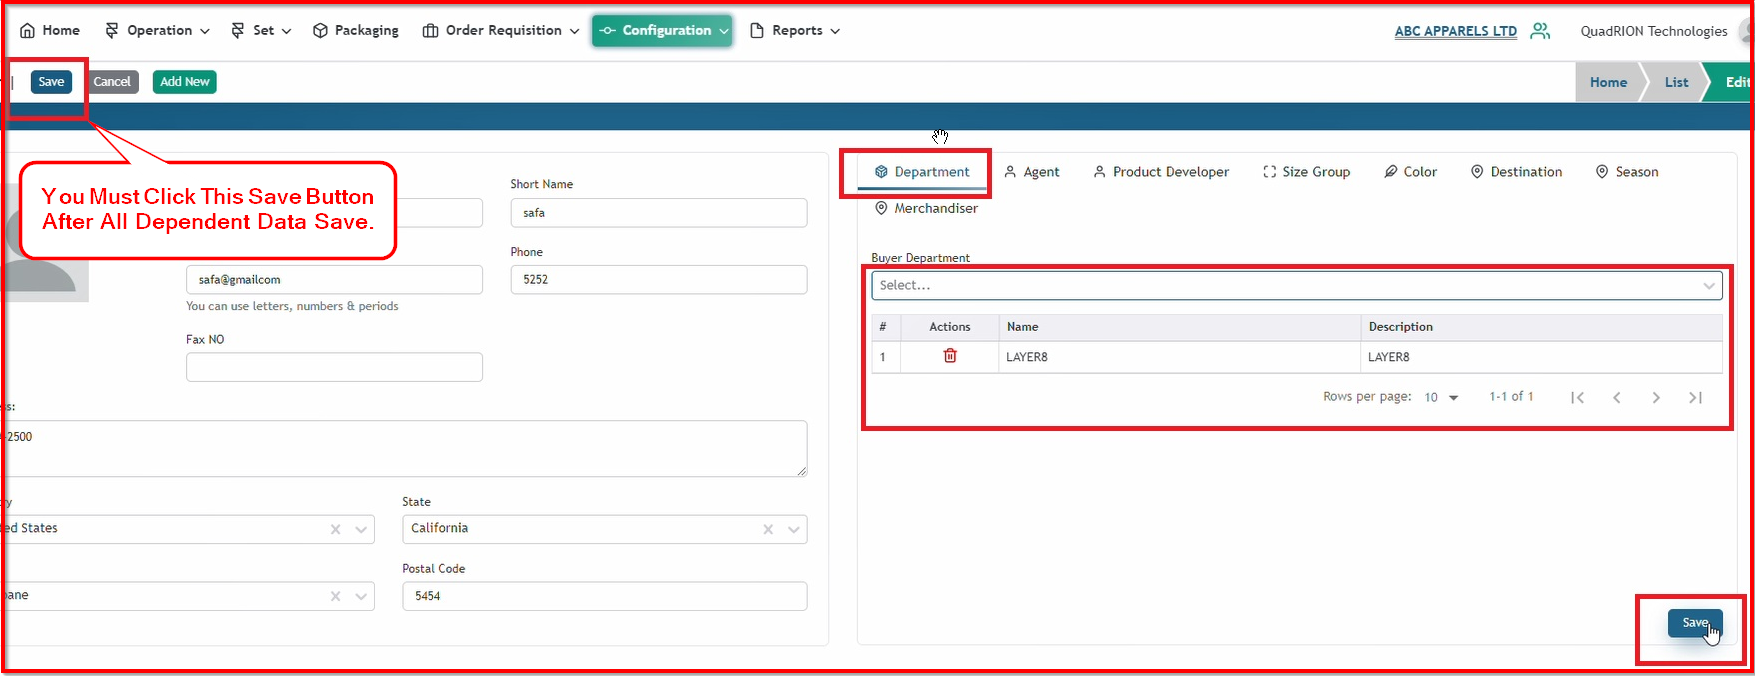 Home Operation Set Packaging Order Requisition Configuration Reports ABC APPARELS LTD QuadRION Technologies
Save Cancel Add New Home List Edit
You Must Click This Save Button
After All Dependent Data Save.
Short Name
safa
Phone
safa@gmailcom
5252
You can use letters, numbers & periods
Fax NO
ss:
-2500
ry
ed States
State
California
pane
Postal Code
5454
Department Agent Product Developer Size Group Color Destination Season
Merchandiser
Buyer Department
Select...
# Actions Name Description
1 LAYER8 LAYER8
Rows per page: 10 1-1 of 1
Save